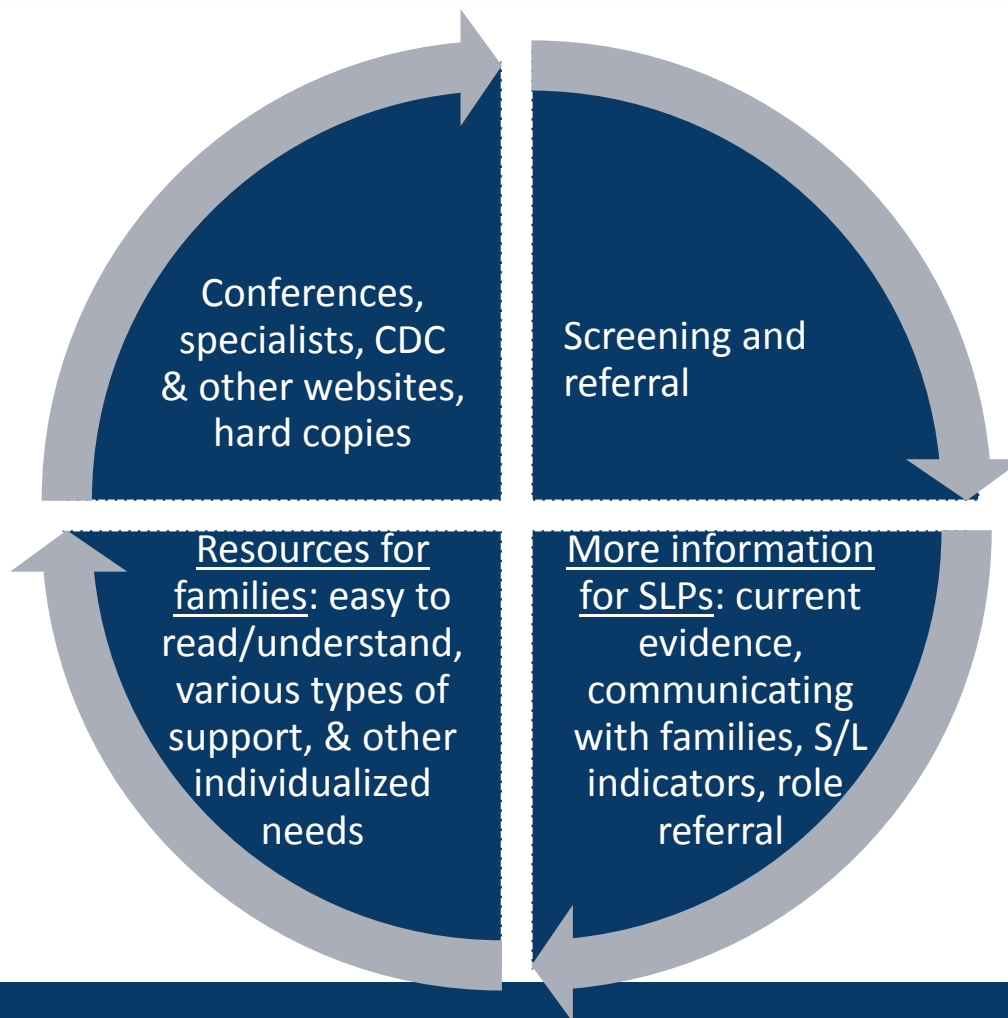 Conferences,
specialists, CDC
& other websites,
hard copies
Screening and
referral
Resources for
families: easy to
read/understand,
various types of
support, & other
individualized
needs
More information
for SLPs: current
evidence,
communicating
with families, S/L
indicators, role
referral